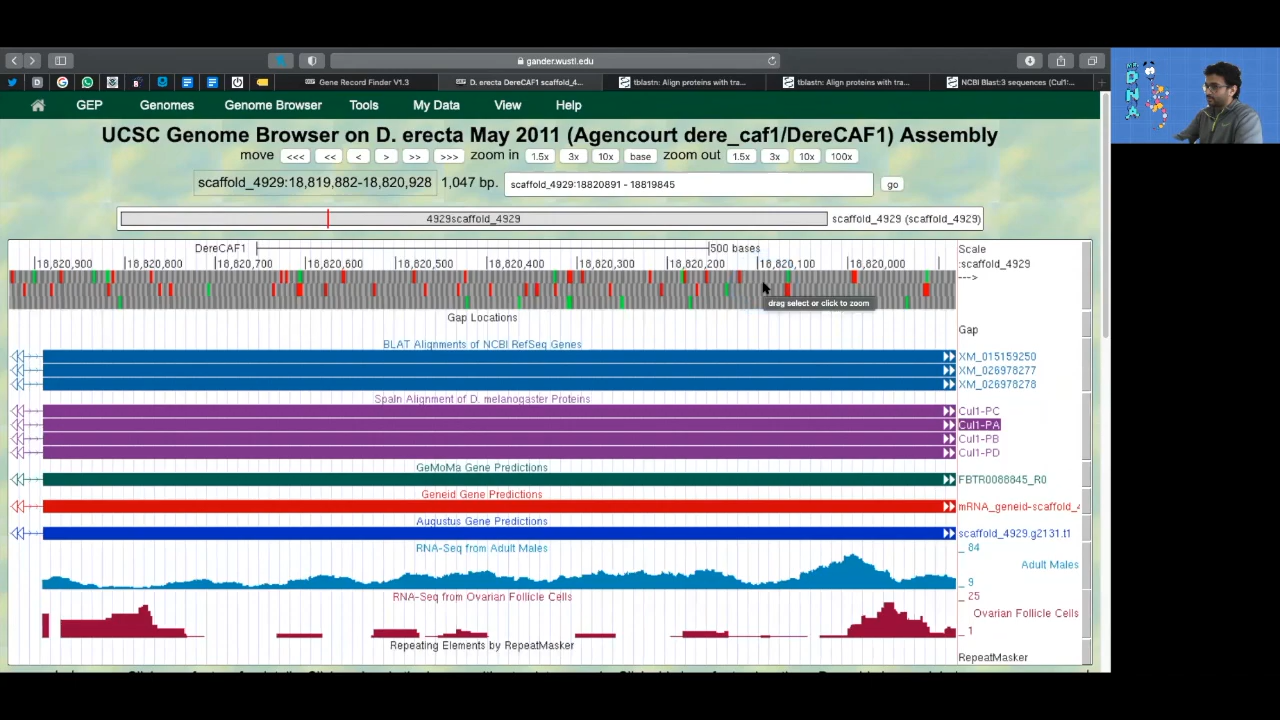 gander.wustl.edu
Gene Record Finder V1.3
D. erecta DereCAF1 scaffold_4...
tblastn: Align proteins with tra...
tblastn: Align proteins with tra...
NCBI Blast:3 sequences (Cul1:...
GEP Genomes Genome Browser Tools My Data View Help
UCSC Genome Browser on D. erecta May 2011 (Agencourt dere_caf1/DereCAF1) Assembly
move <<< << < > >> >>> zoom in 1.5x 3x 10x base zoom out 1.5x 3x 10x 100x
scaffold_4929:18,819,882-18,820,928 1,047 bp. scaffold_4929:18820891 - 18819845 go
4929scaffold_4929 scaffold_4929 (scaffold_4929)
DereCAF1 500 bases Scale
18,820,900 18,820,800 18,820,700 18,820,600 18,820,500 18,820,400 18,820,300 18,820,200 18,820,100 18,820,000 :scaffold_4929
--->
drag select or click to zoom
Gap Locations
Gap
BLAT Alignments of NCBI RefSeq Genes
XM_015159250
XM_026978277
XM_026978278
Spaln Alignment of D. melanogaster Proteins
Cul1-PC
Cul1-PA
Cul1-PB
Cul1-PD
GeMoMa Gene Predictions
FBTR0088845_R0
Geneid Gene Predictions
mRNA_geneid-scaffold_4
Augustus Gene Predictions
scaffold_4929.g2131.t1
RNA-Seq from Adult Males
84
Adult Males
9
RNA-Seq from Ovarian Follicle Cells
25
Ovarian Follicle Cells
1
Repeating Elements by RepeatMasker
RepeatMasker
DNA